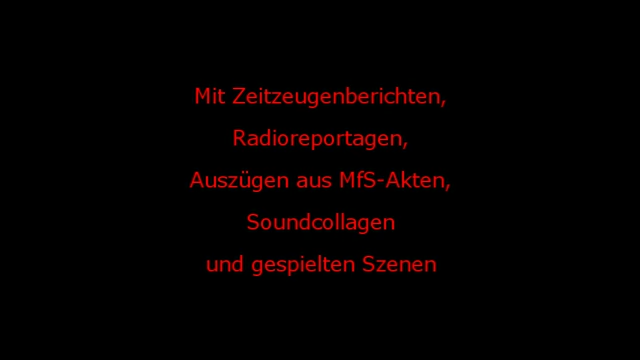 Mit Zeitzeugenberichten,
Radioreportagen,
Auszügen aus MfS-Akten,
Soundcollagen
und gespielten Szenen